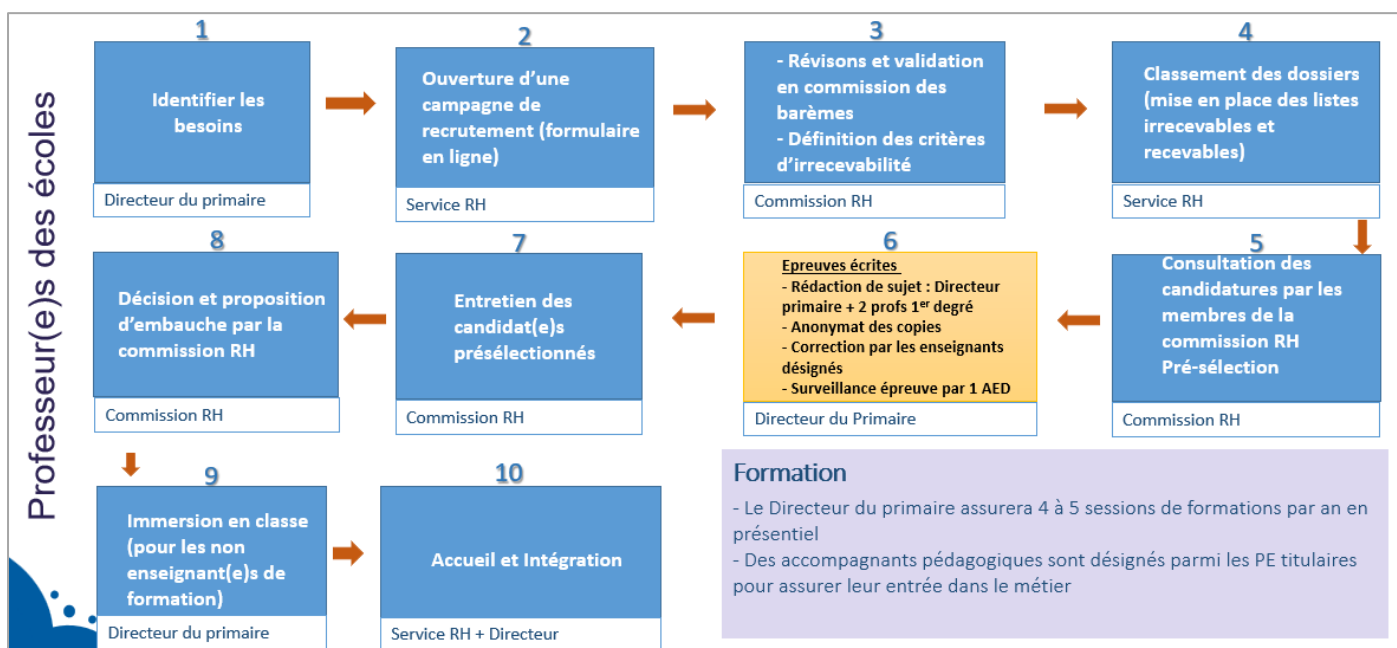 Professeur(e)s des écoles
1
Identifier les
besoins
Directeur du primaire
2
Ouverture d'une
campagne de
recrutement (formulaire
en ligne)
Service RH
3
- Révisons et validation
en commission des
barèmes
- Définition des critères
d'irrecevabilité
Commission RH
4
Classement des dossiers
(mise en place des listes
irrecevables et
recevables)
Service RH
5
Consultation des
candidatures par les
membres de la
commission RH
Pré-sélection
Commission RH
6
Epreuves écrites
- Rédaction de sujet : Directeur
primaire + 2 profs 1er degré
- Anonymat des copies
- Correction par les enseignants
désignés
- Surveillance épreuve par 1 AED
Directeur du Primaire
7
Entretien des
candidat(e)s
présélectionnés
Commission RH
8
Décision et proposition
d'embauche par la
commission RH
Commission RH
9
Immersion en classe
(pour les non
enseignant(e)s de
formation)
Directeur du primaire
10
Accueil et Intégration
Service RH + Directeur
Formation
- Le Directeur du primaire assurera 4 à 5 sessions de formations par an en
présentiel
- Des accompagnants pédagogiques sont désignés parmi les PE titulaires
pour assurer leur entrée dans le métier